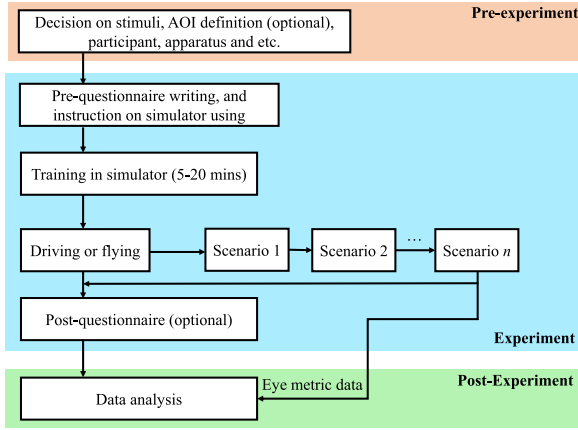 Pre-experiment
Decision on stimuli, AOI definition (optional),
participant, apparatus and etc.
Pre-questionnaire writing, and
instruction on simulator using
Training in simulator (5-20 mins)
Driving or flying
Scenario 1
Scenario 2
...
Scenario n
Post-questionnaire (optional)
Experiment
Post-Experiment
Eye metric data
Data analysis